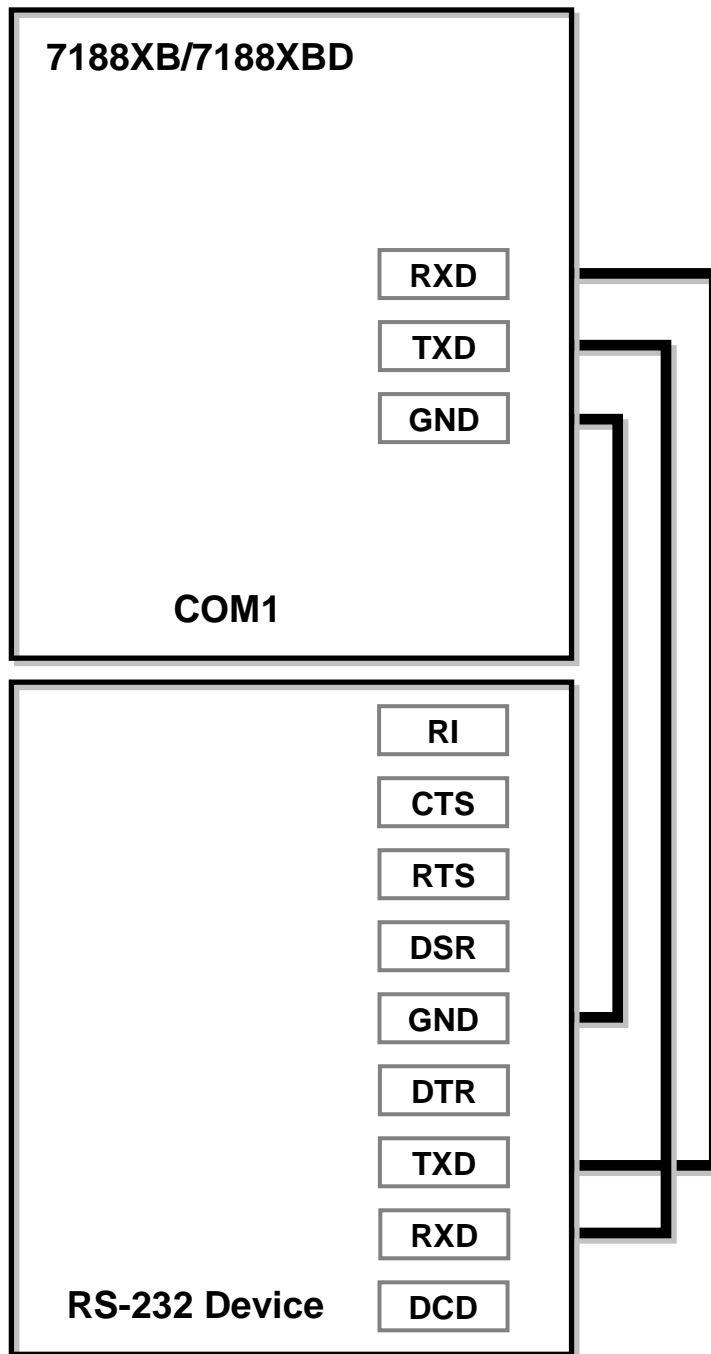 7188XB/7188XBD
RXD
TXD
GND
COM1
RI
CTS
RTS
DSR
GND
DTR
TXD
RXD
RS-232 Device
DCD